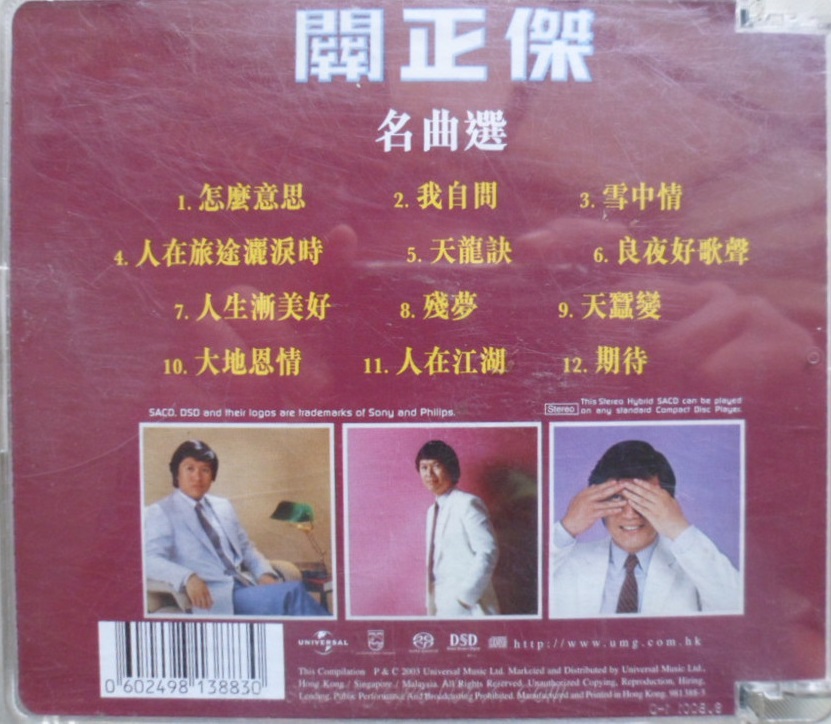 關正傑
名曲選
1. 怎麼意思 2. 我自問 3. 雪中情
4. 人在旅途灑淚時 5. 天龍訣 6. 良夜好歌聲
7. 人生漸美好 8. 殘夢 9. 天蠶變
10. 大地恩情 11. 人在江湖 12. 期待
SACD, DSD and their logos are trademarks of Sony and Philips.
Stereo This Stereo Hybrid SACD can be played
on any standard Compact Disc Player.
UNIVERSAL PHILIPS SACD DSD http://www.umg.com.hk
This Compilation P & C 2003 Universal Music Ltd. Marketed and Distributed by Universal Music Ltd.,
Hong Kong / Singapore / Malaysia. All Rights Reserved. Unauthorized Copying, Reproduction, Hiring,
Lending, Public Performance And Broadcasting Prohibited. Manufactured and Printed in Hong Kong. 981 388-3
0 602498 138830